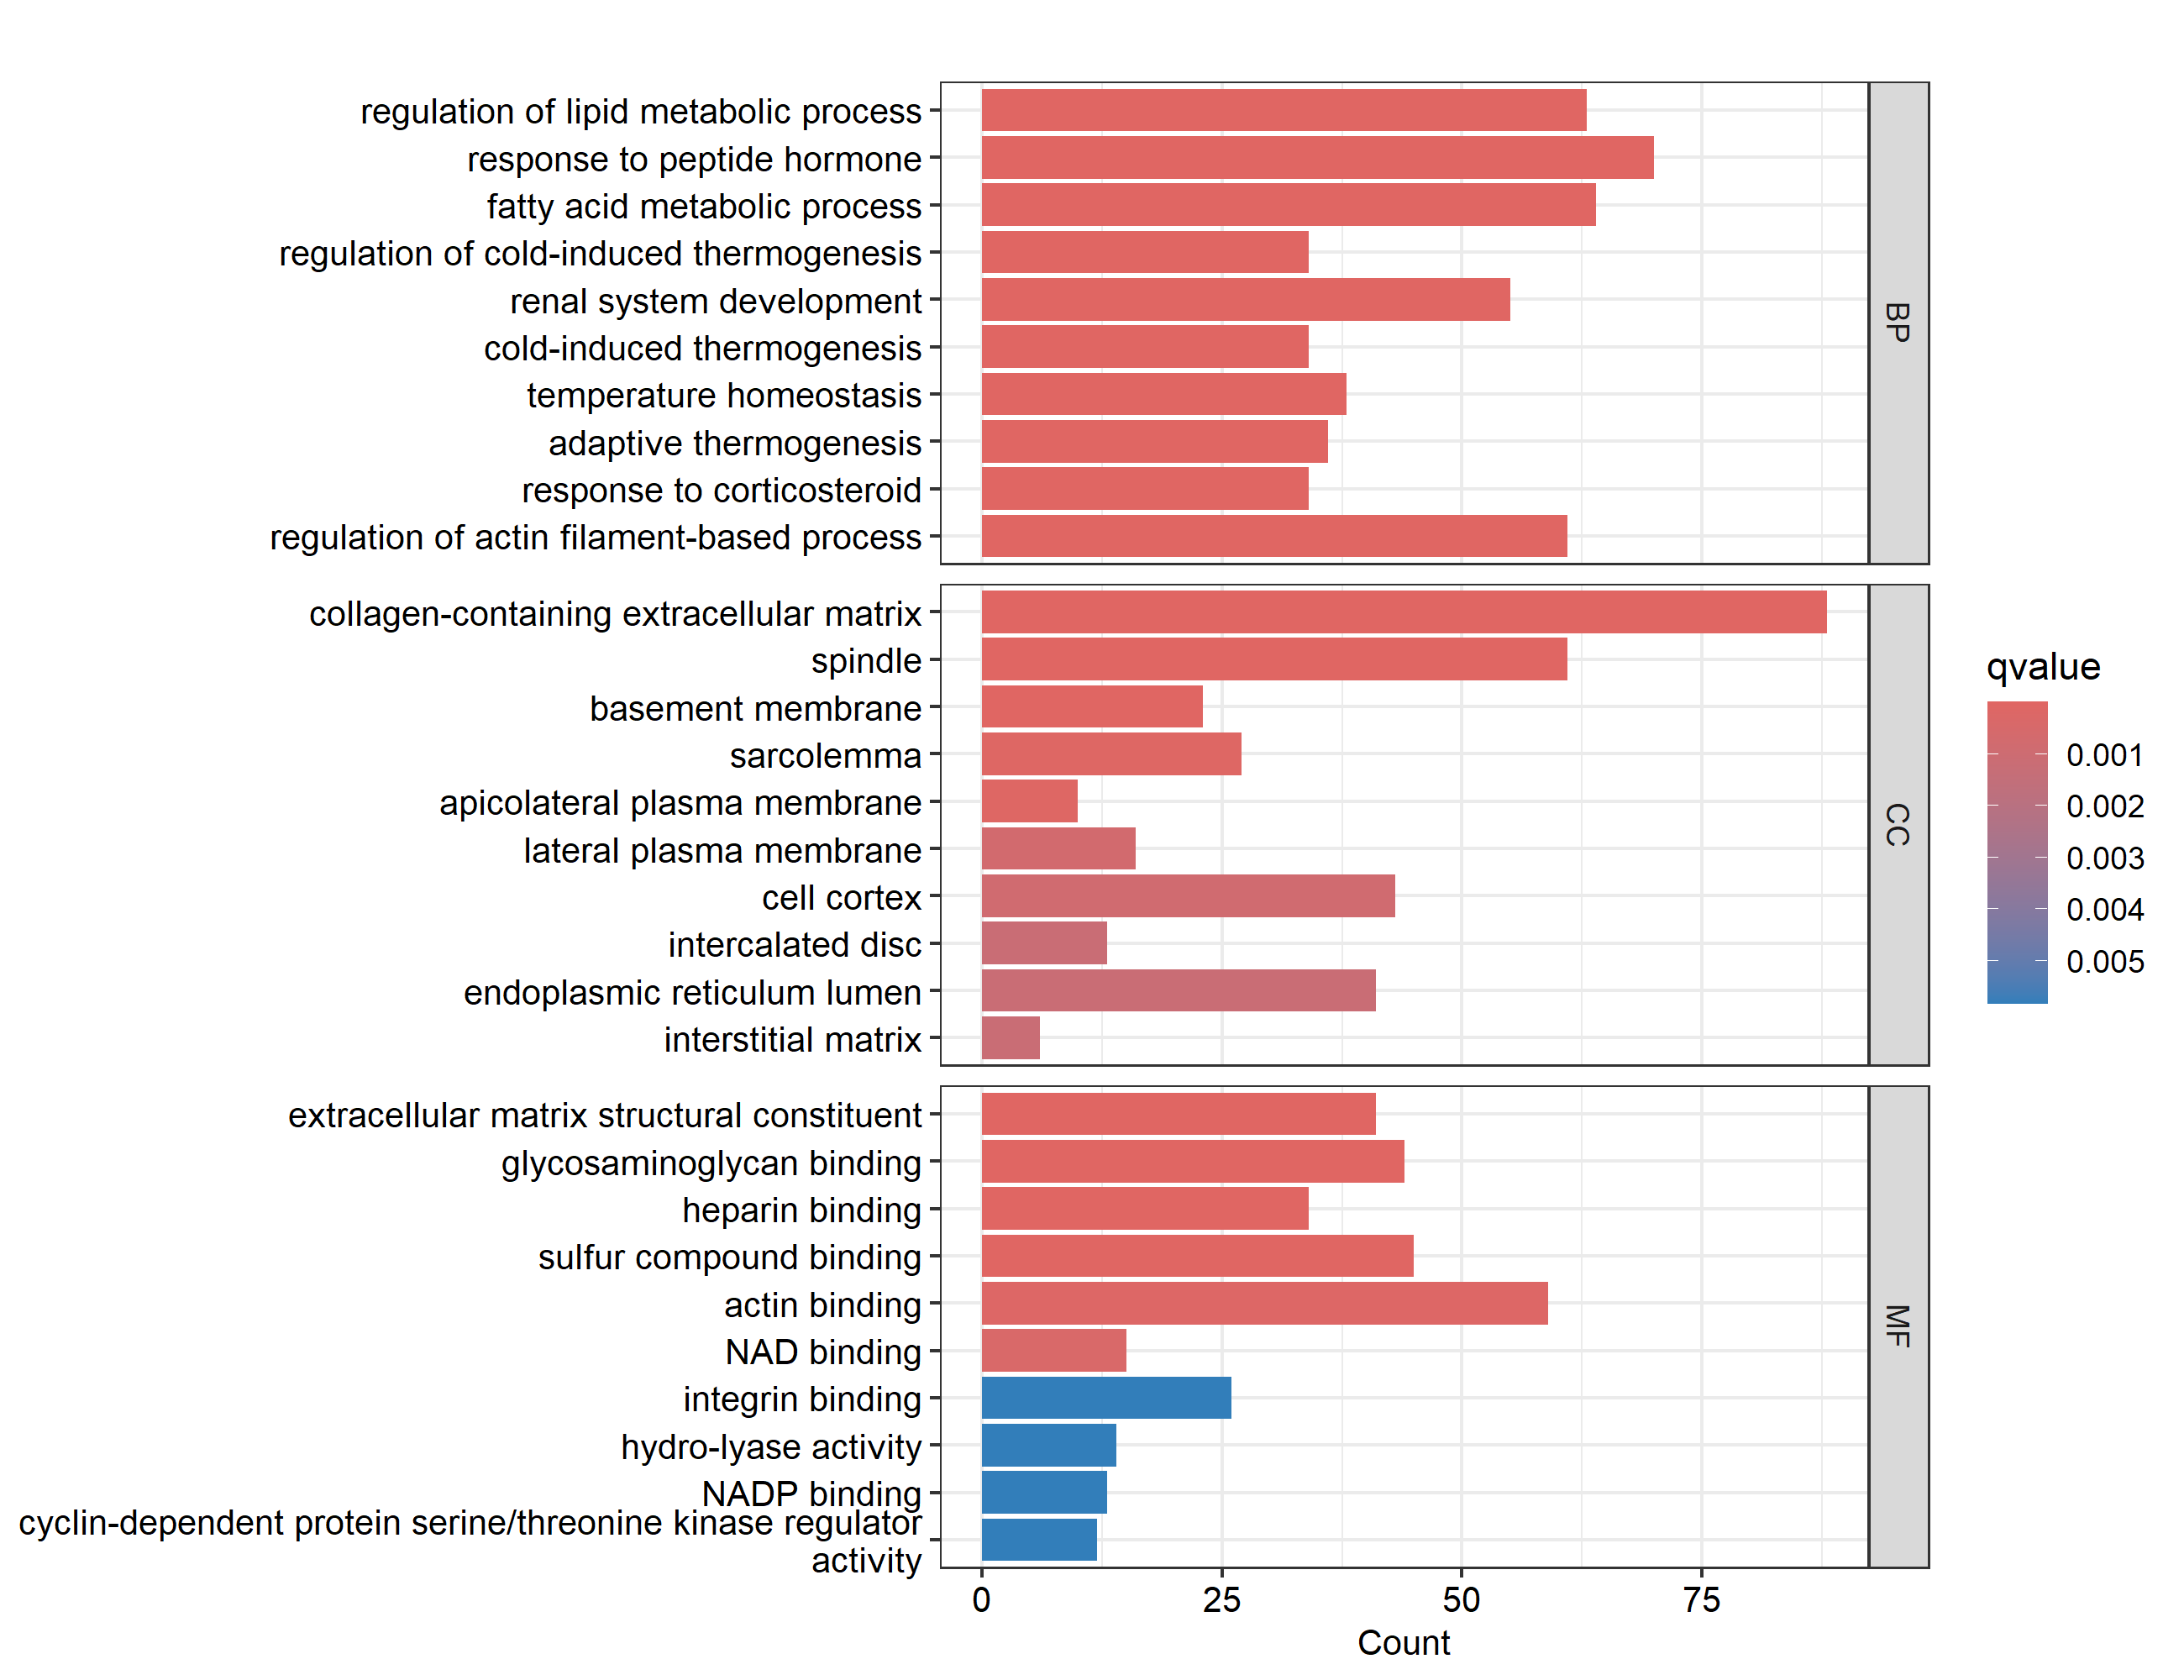 regulation of lipid metabolic process
response to peptide hormone
fatty acid metabolic process
regulation of cold-induced thermogenesis
renal system development
cold-induced thermogenesis
temperature homeostasis
adaptive thermogenesis
response to corticosteroid
regulation of actin filament-based process
BP
collagen-containing extracellular matrix
spindle
basement membrane
sarcolemma
apicolateral plasma membrane
lateral plasma membrane
cell cortex
intercalated disc
endoplasmic reticulum lumen
interstitial matrix
CC
extracellular matrix structural constituent
glycosaminoglycan binding
heparin binding
sulfur compound binding
actin binding
NAD binding
integrin binding
hydro-lyase activity
NADP binding
cyclin-dependent protein serine/threonine kinase regulator
activity
MF
0 25 50 75
Count
qvalue
0.001
0.002
0.003
0.004
0.005